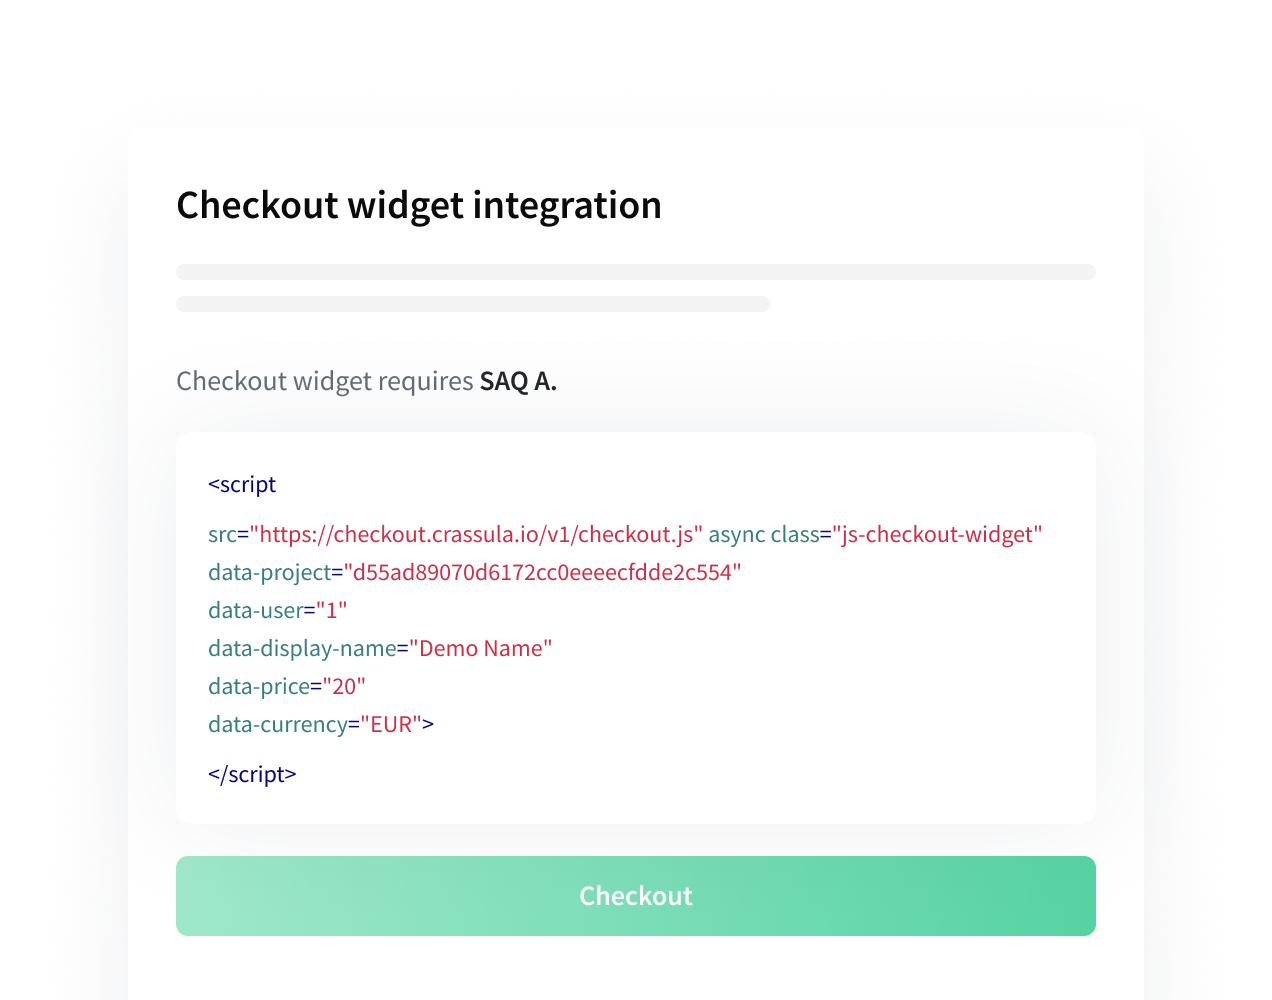 Checkout widget integration
Checkout widget requires SAQ A.
<script
src="https://checkout.crassula.io/v1/checkout.js" async class="js-checkout-widget"
data-project="d55ad89070d6172cc0eeeecfdde2c554"
data-user="1"
data-display-name="Demo Name"
data-price="20"
data-currency="EUR">
</script>
Checkout